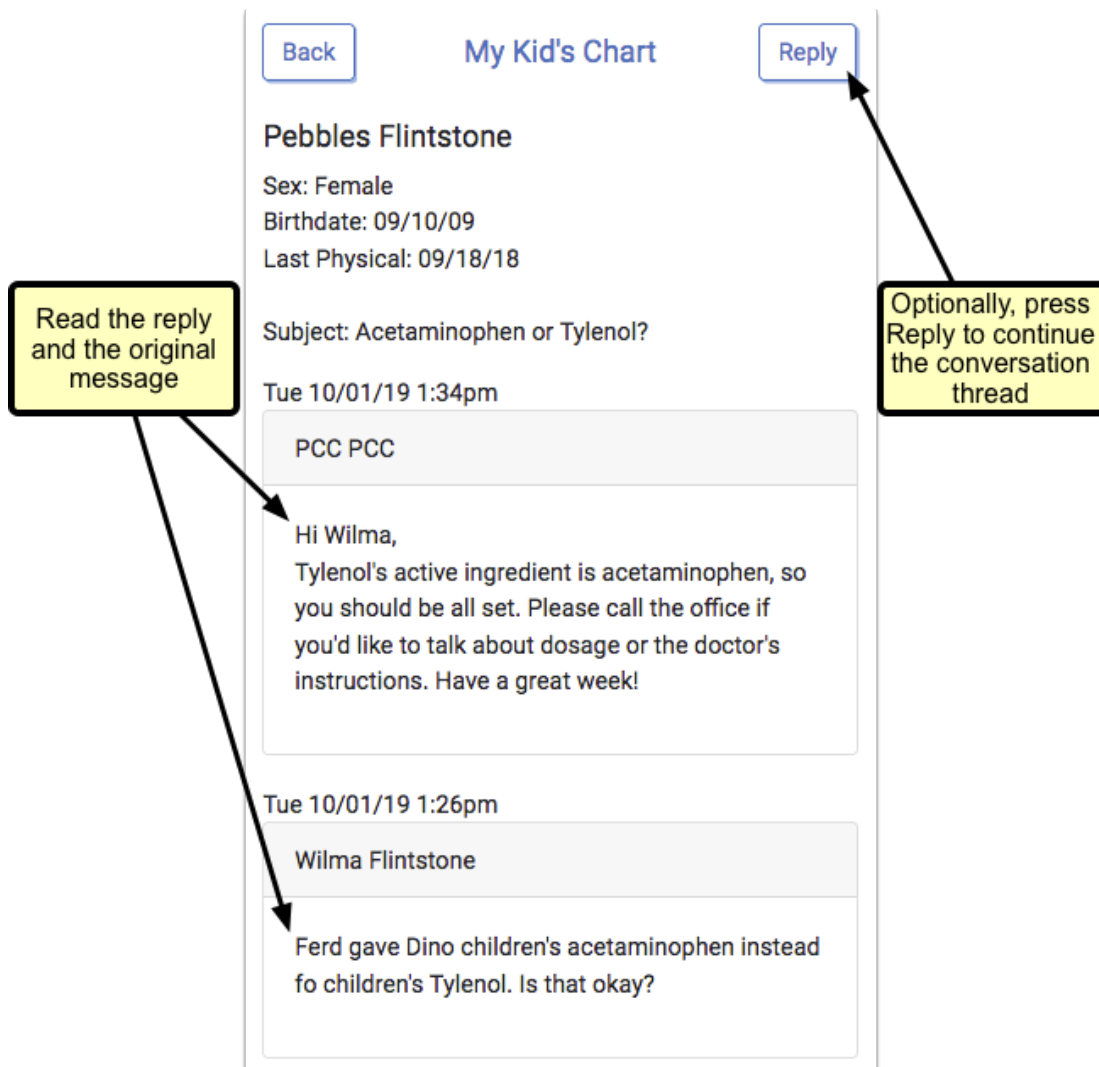 Back
My Kid's Chart
Reply
Pebbles Flintstone
Sex: Female
Birthdate: 09/10/09
Last Physical: 09/18/18
Read the reply
and the original
message
Optionally, press
Reply to continue
the conversation
thread
Subject: Acetaminophen or Tylenol?
Tue 10/01/19 1:34pm
PCC PCC
Hi Wilma,
Tylenol's active ingredient is acetaminophen, so
you should be all set. Please call the office if
you'd like to talk about dosage or the doctor's
instructions. Have a great week!
Tue 10/01/19 1:26pm
Wilma Flintstone
Ferd gave Dino children's acetaminophen instead
fo children's Tylenol. Is that okay?